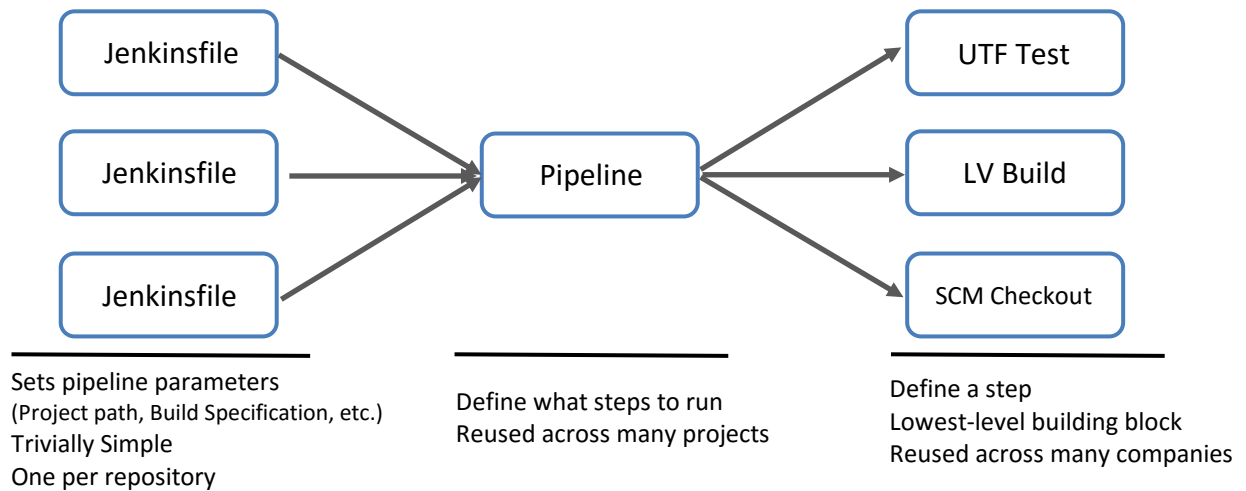 Jenkinsfile
UTF Test
Jenkinsfile
Pipeline
LV Build
Jenkinsfile
SCM Checkout
Sets pipeline parameters
(Project path, Build Specification, etc.)
Trivially Simple
One per repository
Define what steps to run
Reused across many projects
Define a step
Lowest-level building block
Reused across many companies